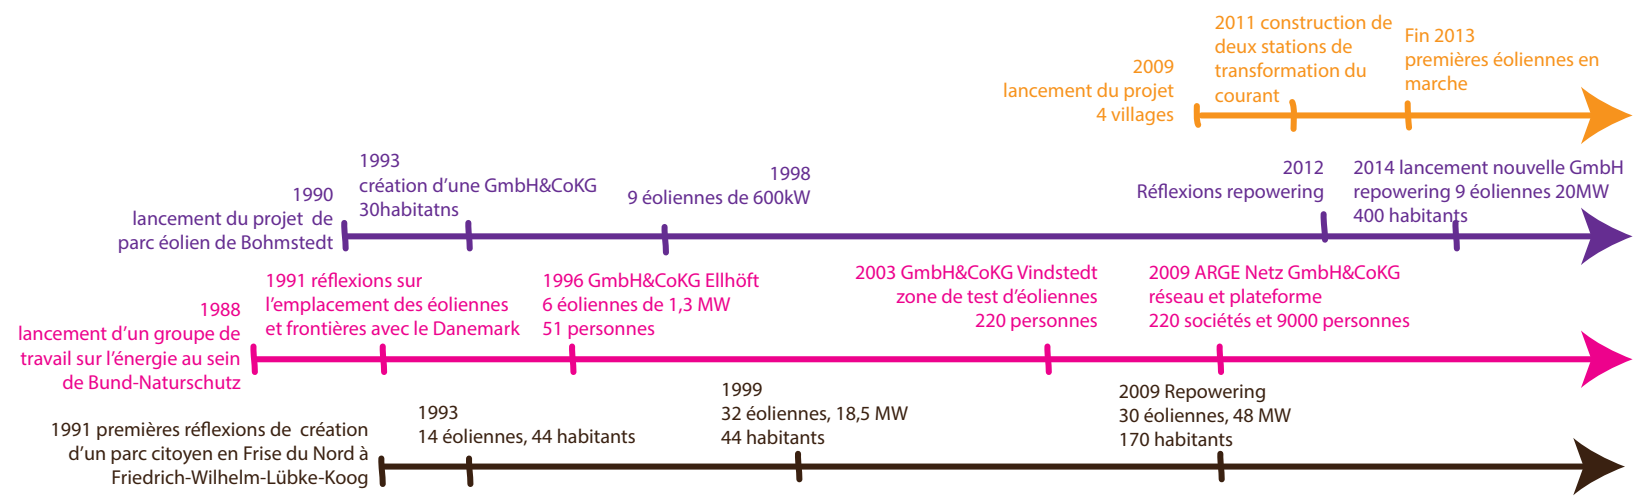 2009
lancement du projet
4 villages
2011 construction de
deux stations de
transformation du
courant
Fin 2013
premières éoliennes en
marche
1990
lancement du projet  de
parc éolien de Bohmstedt
1993
création d’une GmbH&CoKG
30habitatns
1998
9 éoliennes de 600kW
2012
Réflexions repowering
2014 lancement nouvelle GmbH
repowering 9 éoliennes 20MW
400 habitants
1988
lancement d’un groupe de
travail sur l’énergie au sein
de Bund-Naturschutz
1991 réflexions sur
l’emplacement des éoliennes
et frontières avec le Danemark
1996 GmbH&CoKG Ellhöft
6 éoliennes de 1,3 MW
51 personnes
2003 GmbH&CoKG Vindstedt
zone de test d’éoliennes
220 personnes
2009 ARGE Netz GmbH&CoKG
réseau et plateforme
220 sociétés et 9000 personnes
1991 premières réflexions de  création
d’un parc citoyen en Frise du Nord à
Friedrich-Wilhelm-Lübke-Koog
1993
14 éoliennes, 44 habitants
1999
32 éoliennes, 18,5 MW
44 habitants
2009 Repowering
30 éoliennes, 48 MW
170 habitants